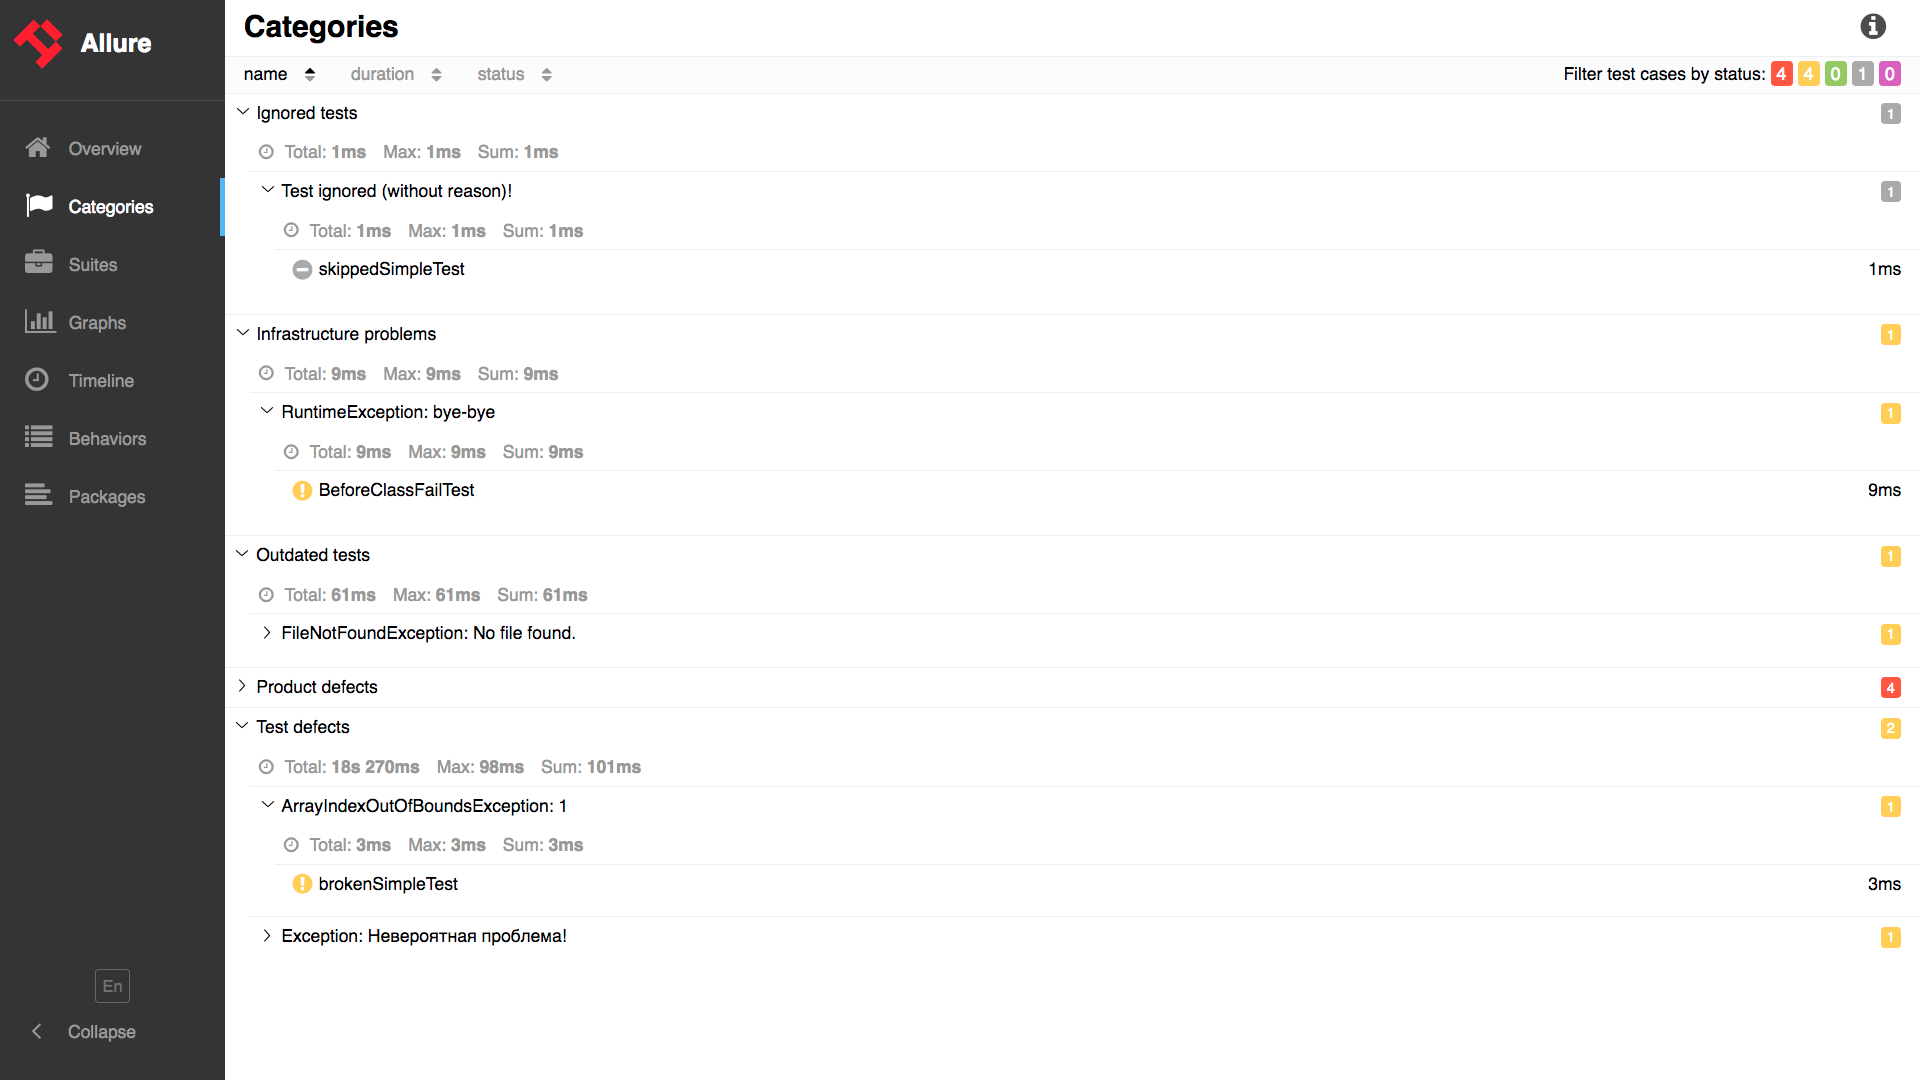 Allure
Overview
Categories
Suites
Graphs
Timeline
Behaviors
Packages
En
Collapse
Categories
name duration status Filter test cases by status: 4 4 0 1 0
Ignored tests 1
Total: 1ms Max: 1ms Sum: 1ms
Test ignored (without reason)! 1
Total: 1ms Max: 1ms Sum: 1ms
skippedSimpleTest 1ms
Infrastructure problems 1
Total: 9ms Max: 9ms Sum: 9ms
RuntimeException: bye-bye 1
Total: 9ms Max: 9ms Sum: 9ms
BeforeClassFailTest 9ms
Outdated tests 1
Total: 61ms Max: 61ms Sum: 61ms
FileNotFoundException: No file found. 1
Product defects 4
Test defects 2
Total: 18s 270ms Max: 98ms Sum: 101ms
ArrayIndexOutOfBoundsException: 1 1
Total: 3ms Max: 3ms Sum: 3ms
brokenSimpleTest 3ms
Exception: Невероятная проблема! 1